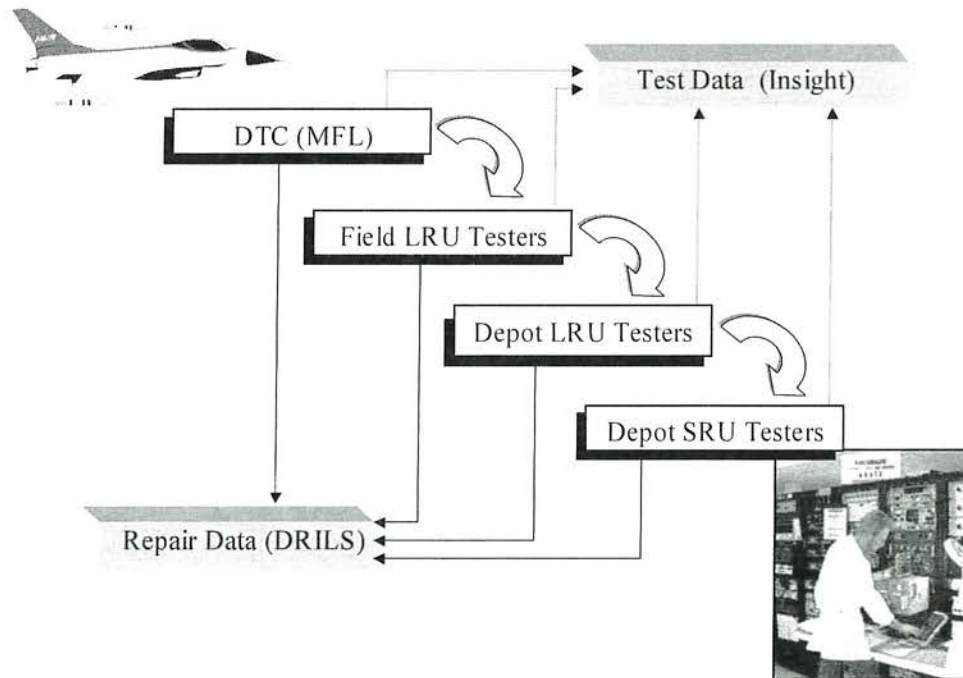 Test Data (Insight)
DTC (MFL)
Field LRU Testers
Depot LRU Testers
Depot SRU Testers
Repair Data (DRILS)